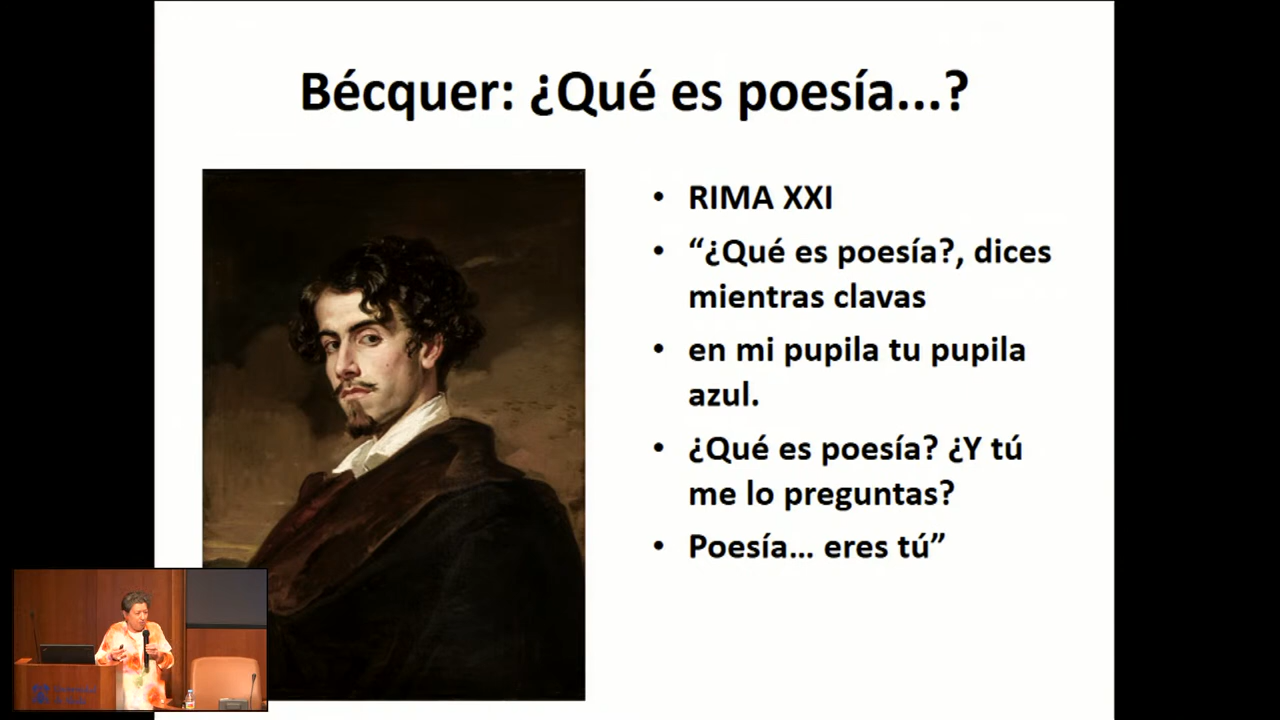 Bécquer: ¿Qué es poesía...?
• RIMA XXI
• “¿Qué es poesía?, dices
mientras clavas
• en mi pupila tu pupila
azul.
• ¿Qué es poesía? ¿Y tú
me lo preguntas?
• Poesía... eres tú”